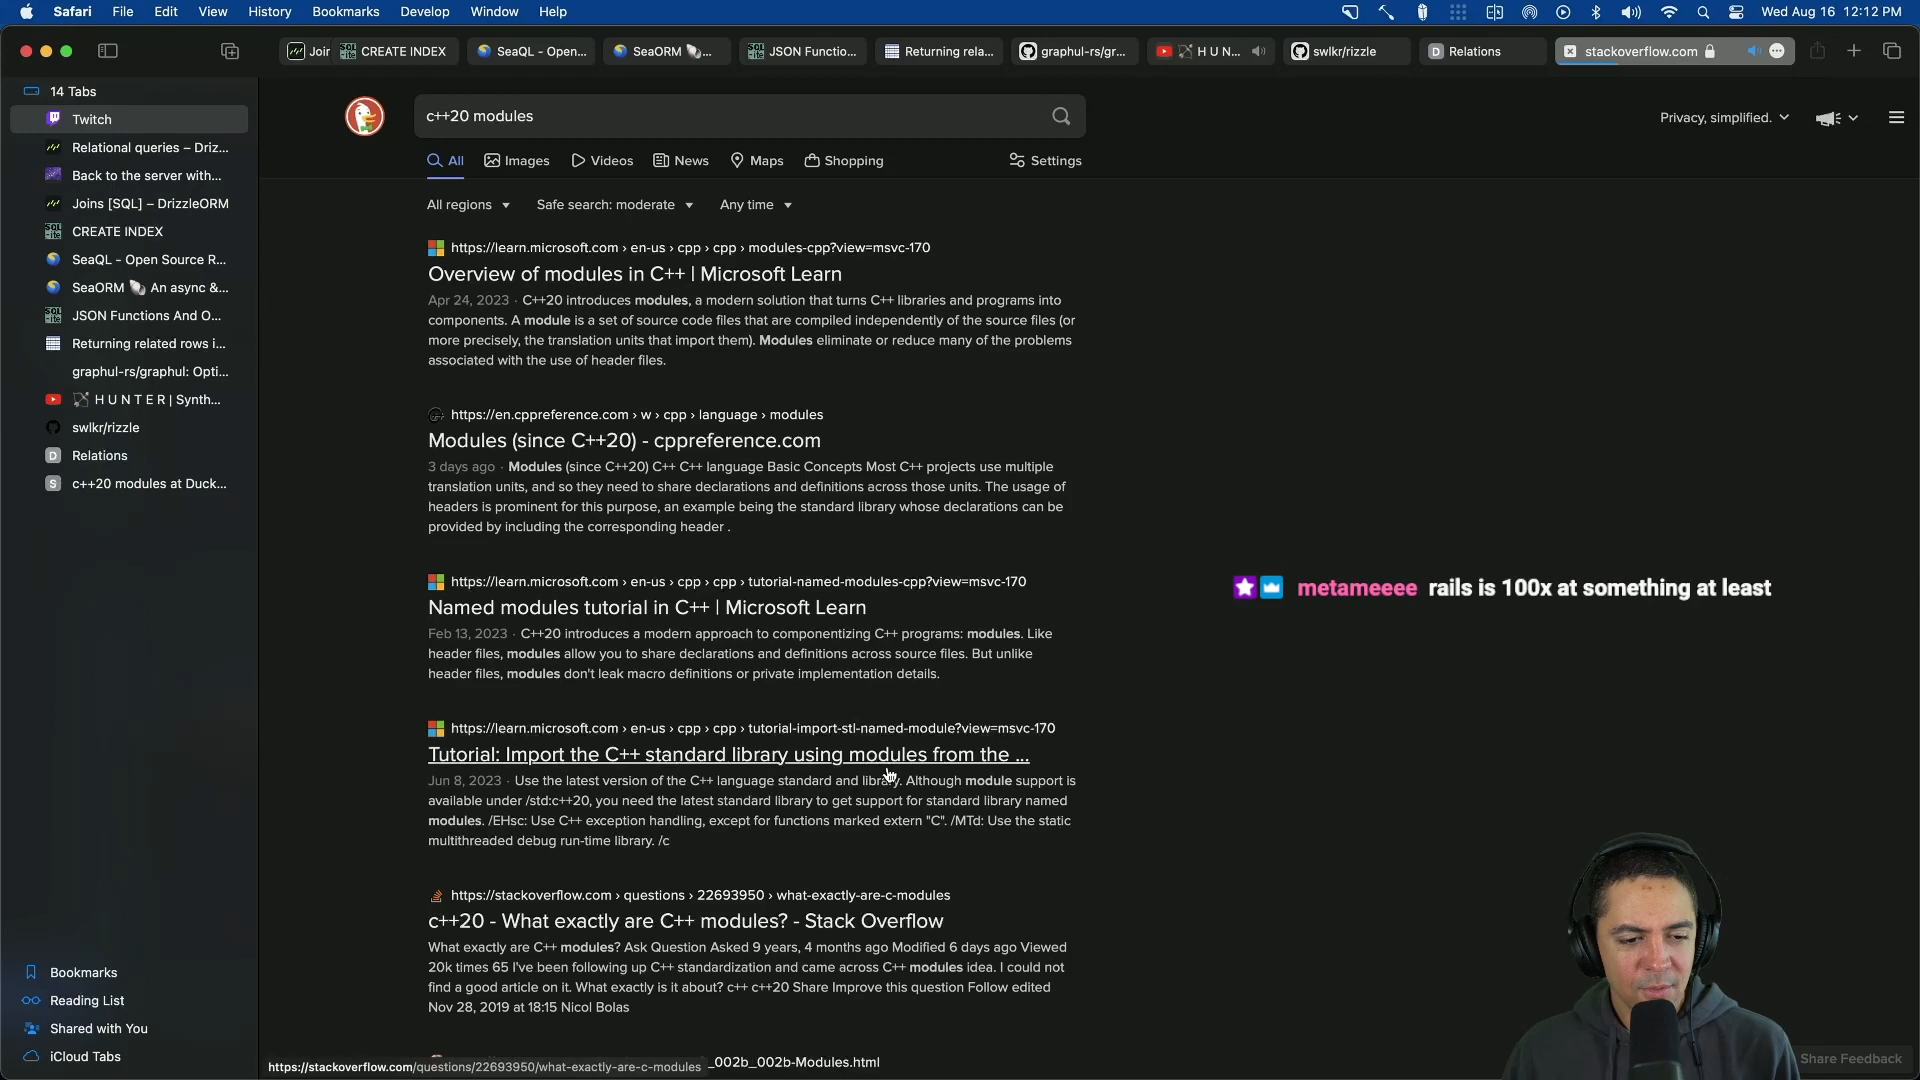 Safari File Edit View History Bookmarks Develop Window Help
Wed Aug 16 12:12 PM
Joir
CREATE INDEX
SeaQL - Open...
SeaORM 🐚...
JSON Functio...
Returning rela...
graphul-rs/gr...
H U N...
swlkr/rizzle
Relations
stackoverflow.com
14 Tabs
Twitch
Relational queries – Driz...
Back to the server with...
Joins [SQL] – DrizzleORM
CREATE INDEX
SeaQL - Open Source R...
SeaORM 🐚 An async &...
JSON Functions And O...
Returning related rows i...
graphul-rs/graphul: Opti...
H U N T E R | Synth...
swlkr/rizzle
Relations
c++20 modules at Duck...
Bookmarks
Reading List
Shared with You
iCloud Tabs
c++20 modules
Privacy, simplified.
All Images Videos News Maps Shopping Settings
All regions Safe search: moderate Any time
https://learn.microsoft.com › en-us › cpp › cpp › modules-cpp?view=msvc-170
Overview of modules in C++ | Microsoft Learn
Apr 24, 2023 · C++20 introduces modules, a modern solution that turns C++ libraries and programs into
components. A module is a set of source code files that are compiled independently of the source files (or
more precisely, the translation units that import them). Modules eliminate or reduce many of the problems
associated with the use of header files.
https://en.cppreference.com › w › cpp › language › modules
Modules (since C++20) - cppreference.com
3 days ago · Modules (since C++20) C++ C++ language Basic Concepts Most C++ projects use multiple
translation units, and so they need to share declarations and definitions across those units. The usage of
headers is prominent for this purpose, an example being the standard library whose declarations can be
provided by including the corresponding header .
https://learn.microsoft.com › en-us › cpp › cpp › tutorial-named-modules-cpp?view=msvc-170
Named modules tutorial in C++ | Microsoft Learn
Feb 13, 2023 · C++20 introduces a modern approach to componentizing C++ programs: modules. Like
header files, modules allow you to share declarations and definitions across source files. But unlike
header files, modules don't leak macro definitions or private implementation details.
https://learn.microsoft.com › en-us › cpp › cpp › tutorial-import-stl-named-module?view=msvc-170
Tutorial: Import the C++ standard library using modules from the ...
Jun 8, 2023 · Use the latest version of the C++ language standard and library. Although module support is
available under /std:c++20, you need the latest standard library to get support for standard library named
modules. /EHsc: Use C++ exception handling, except for functions marked extern "C". /MTd: Use the static
multithreaded debug run-time library. /c
https://stackoverflow.com › questions › 22693950 › what-exactly-are-c-modules
c++20 - What exactly are C++ modules? - Stack Overflow
What exactly are C++ modules? Ask Question Asked 9 years, 4 months ago Modified 6 days ago Viewed
20k times 65 I've been following up C++ standardization and came across C++ modules idea. I could not
find a good article on it. What exactly is it about? c++ c++20 Share Improve this question Follow edited
Nov 28, 2019 at 18:15 Nicol Bolas
_002b_002b-Modules.html
https://stackoverflow.com/questions/22693950/what-exactly-are-c-modules
metameeee rails is 100x at something at least
Share Feedback